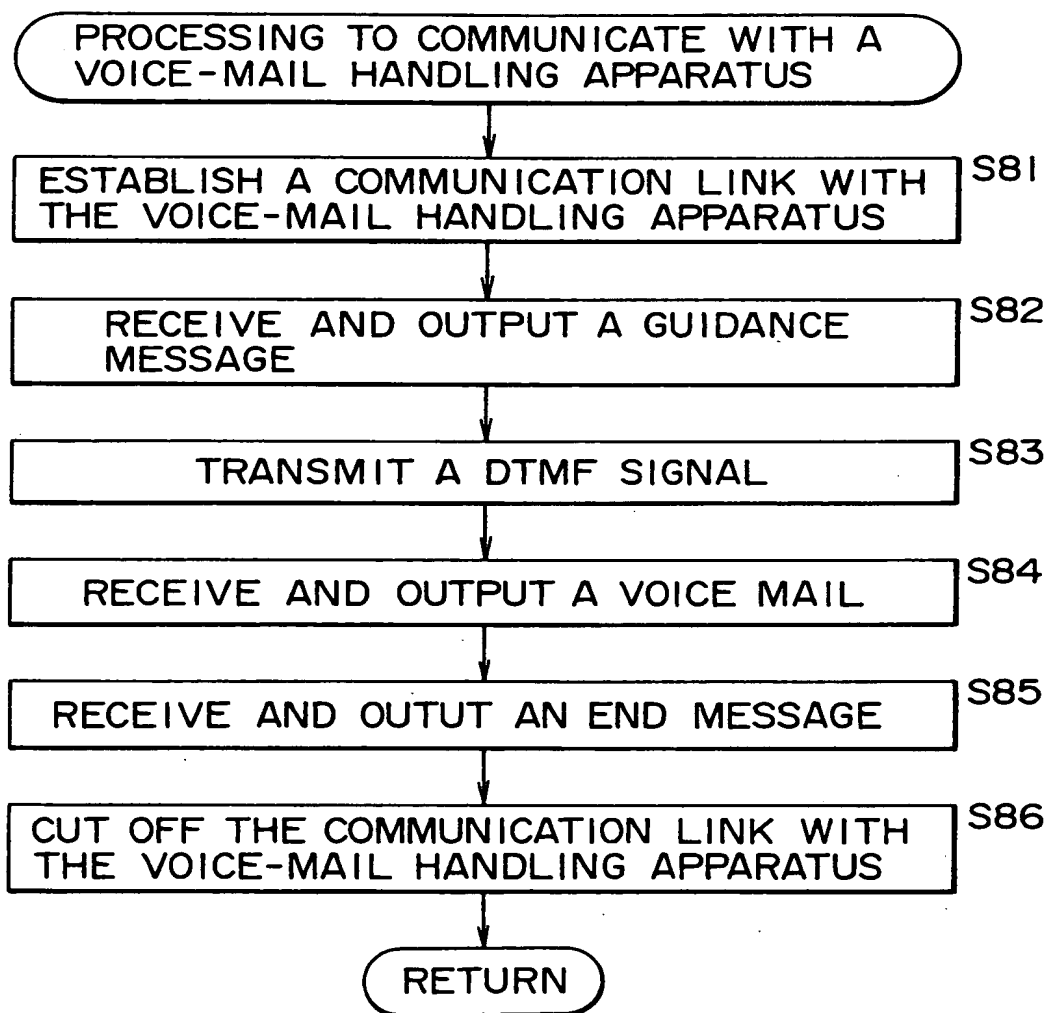 PROCESSING TO COMMUNICATE WITH A
VOICE-MAIL HANDLING APPARATUS
S81
ESTABLISH A COMMUNICATION LINK WITH
THE VOICE-MAIL HANDLING APPARATUS
S82
RECEIVE AND OUTPUT A GUIDANCE
MESSAGE
S83
TRANSMIT A DTMF SIGNAL
S84
RECEIVE AND OUTPUT A VOICE MAIL
S85
RECEIVE AND OUTUT AN END MESSAGE
S86
CUT OFF THE COMMUNICATION LINK WITH
THE VOICE-MAIL HANDLING APPARATUS
RETURN